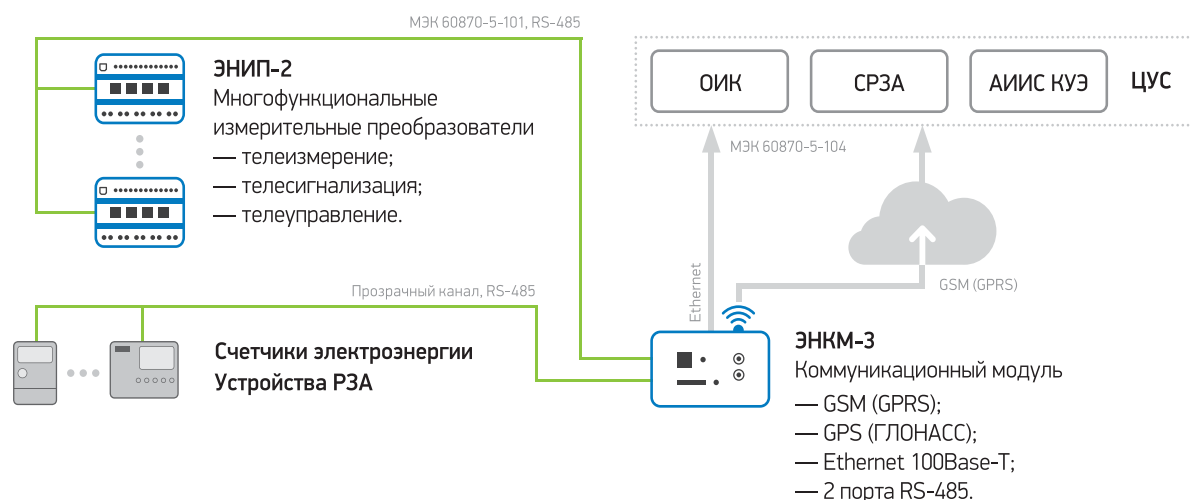 МЭК 60870-5-101, RS-485
ЭНИП-2
Многофункциональные
измерительные преобразователи
— телеизмерение;
— телесигнализация;
— телеуправление.
ОИК
СРЗА
АИИС КУЭ
ЦУС
МЭК 60870-5-104
Ethernet
GSM (GPRS)
Прозрачный канал, RS-485
Счетчики электроэнергии
Устройства РЗА
ЭНКМ-3
Коммуникационный модуль
— GSM (GPRS);
— GPS (ГЛОНАСС);
— Ethernet 100Base-T;
— 2 порта RS-485.